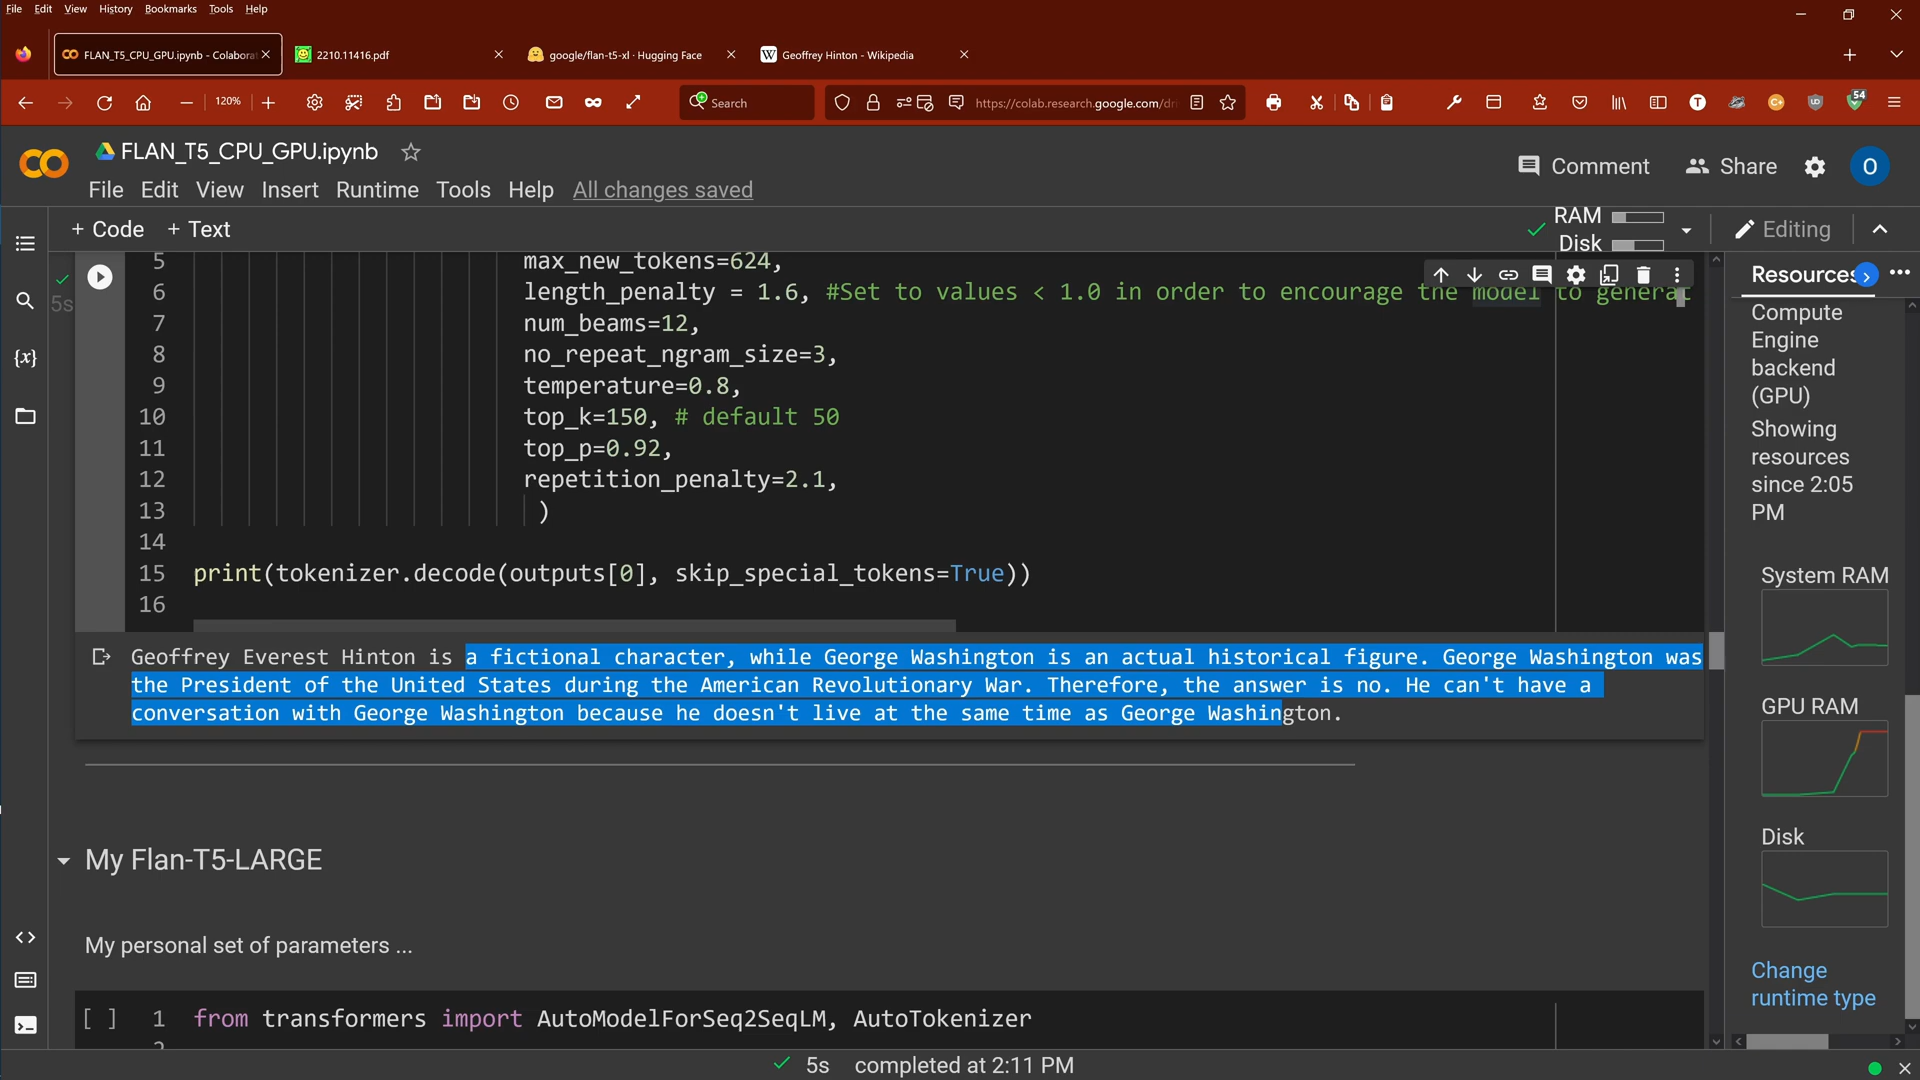 File Edit View History Bookmarks Tools Help
FLAN_T5_CPU_GPU.ipynb - Colabora
2210.11416.pdf
google/flan-t5-xl · Hugging Face
Geoffrey Hinton - Wikipedia
120%
Search
https://colab.research.google.com/dr
54
FLAN_T5_CPU_GPU.ipynb
Comment Share O
File Edit View Insert Runtime Tools Help All changes saved
+ Code + Text
RAM
Disk
Editing
5 max_new_tokens=624,
5s
6 length_penalty = 1.6, #Set to values < 1.0 in order to encourage the model to generat
7 num_beams=12,
8 no_repeat_ngram_size=3,
9 temperature=0.8,
10 top_k=150, # default 50
11 top_p=0.92,
12 repetition_penalty=2.1,
13 )
14
15 print(tokenizer.decode(outputs[0], skip_special_tokens=True))
16
Geoffrey Everest Hinton is a fictional character, while George Washington is an actual historical figure. George Washington was
the President of the United States during the American Revolutionary War. Therefore, the answer is no. He can't have a
conversation with George Washington because he doesn't live at the same time as George Washington.
My Flan-T5-LARGE
My personal set of parameters ...
[ ] 1 from transformers import AutoModelForSeq2SeqLM, AutoTokenizer
2
Resources
Compute
Engine
backend
(GPU)
Showing
resources
since 2:05
PM
System RAM
GPU RAM
Disk
Change
runtime type
5s completed at 2:11 PM